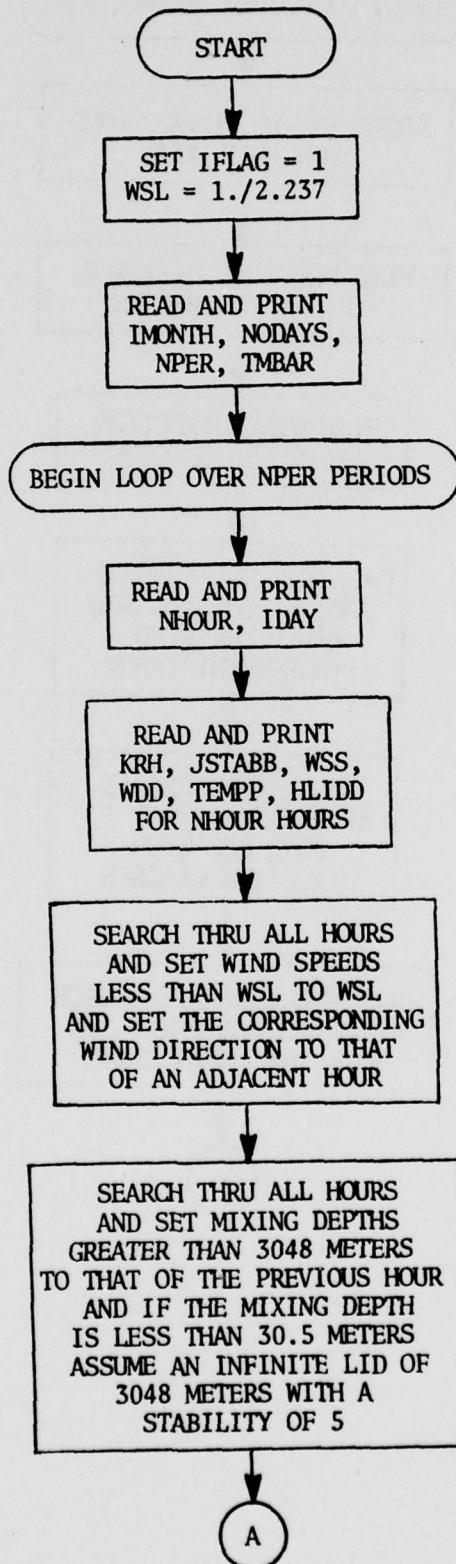 START
SET IFLAG = 1
WSL = 1./2.237
READ AND PRINT
IMONTH, NODAYS,
NPER, TMBAR
BEGIN LOOP OVER NPER PERIODS
READ AND PRINT
NHOUR, IDAY
READ AND PRINT
KRH, JSTABB, WSS,
WDD, TEMPP, HLIDD
FOR NHOUR HOURS
SEARCH THRU ALL HOURS
AND SET WIND SPEEDS
LESS THAN WSL TO WSL
AND SET THE CORRESPONDING
WIND DIRECTION TO THAT
OF AN ADJACENT HOUR
SEARCH THRU ALL HOURS
AND SET MIXING DEPTHS
GREATER THAN 3048 METERS
TO THAT OF THE PREVIOUS HOUR
AND IF THE MIXING DEPTH
IS LESS THAN 30.5 METERS
ASSUME AN INFINITE LID OF
3048 METERS WITH A
STABILITY OF 5
A